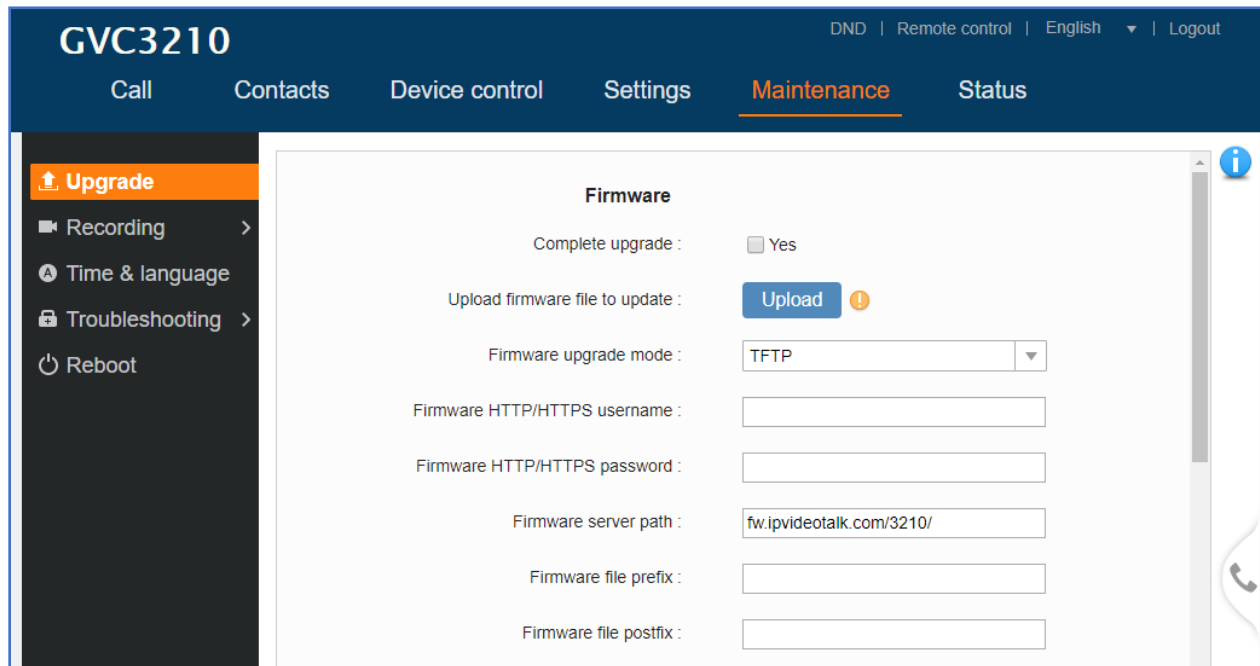 GVC3210
DND | Remote control | English | Logout
Call Contacts Device control Settings Maintenance Status
Upgrade
Recording
Time & language
Troubleshooting
Reboot
Firmware
Complete upgrade : Yes
Upload firmware file to update : Upload
Firmware upgrade mode : TFTP
Firmware HTTP/HTTPS username :
Firmware HTTP/HTTPS password :
Firmware server path : fw.ipvideotalk.com/3210/
Firmware file prefix :
Firmware file postfix :